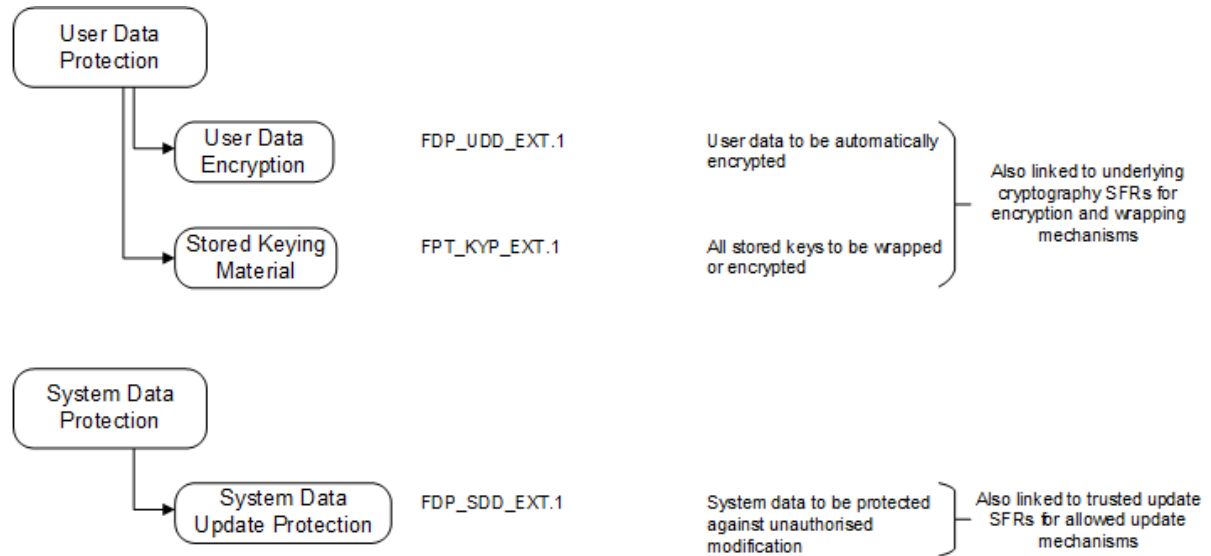 User Data
Protection
User Data
Encryption
FDP_UDD_EXT.1
User data to be automatically
encrypted
Also linked to underlying
cryptography SFRs for
encryption and wrapping
mechanisms
Stored Keying
Material
FPT_KYP_EXT.1
All stored keys to be wrapped
or encrypted
System Data
Protection
System Data
Update Protection
FDP_SDD_EXT.1
System data to be protected
against unauthorised
modification
Also linked to trusted update
SFRs for allowed update
mechanisms